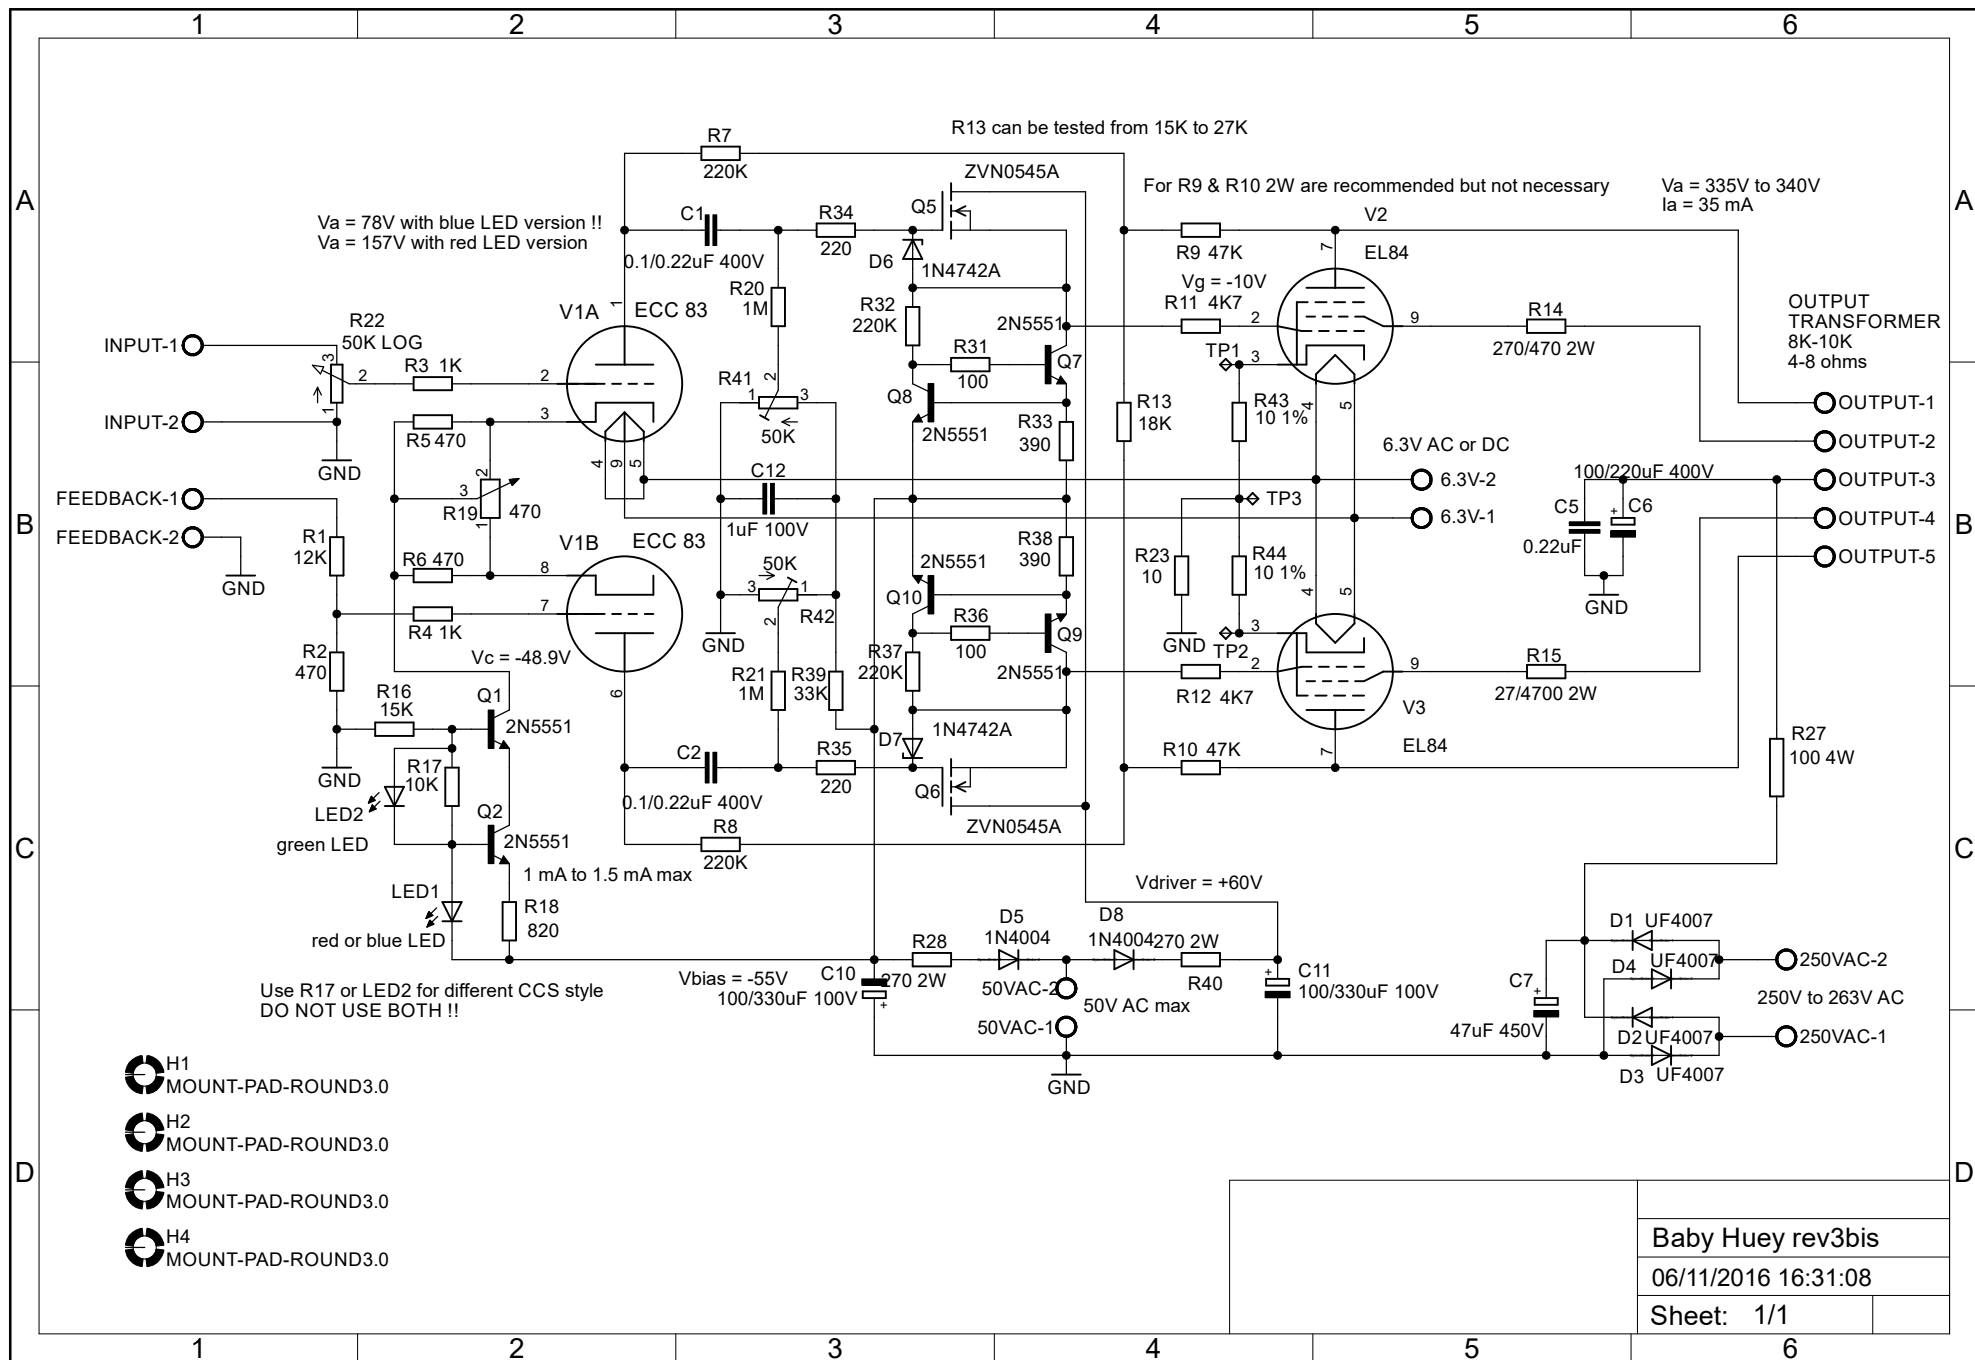 1 2 3 4 5 6
A
A
B
B
C
C
D
D
R13 can be tested from 15K to 27K
R7
220K
ZVN0545A
Q5
For R9 & R10 2W are recommended but not necessary
Va = 335V to 340V
Ia = 35 mA
Va = 78V with blue LED version !!
Va = 157V with red LED version
C1
0.1/0.22uF 400V
R34
220
D6
1N4742A
R9 47K
V2
EL84
7
Vg = -10V
R11 4K7
2
9
3
4
5
R14
270/470 2W
OUTPUT
TRANSFORMER
8K-10K
4-8 ohms
V1A
ECC 83
1
R20
1M
R32
220K
2N5551
R31
100
Q7
TP1
INPUT-1
R22
50K LOG
3
2
1
R3 1K
2
3
INPUT-2
GND
R5 470
4
9
5
R41
1
2
3
50K
Q8
2N5551
R33
390
R13
18K
R43
10 1%
OUTPUT-1
OUTPUT-2
OUTPUT-3
OUTPUT-4
OUTPUT-5
6.3V AC or DC
6.3V-2
6.3V-1
100/220uF 400V
C5
0.22uF
C6
+
GND
FEEDBACK-1
FEEDBACK-2
GND
R1
12K
R19
470
2
3
1
C12
1uF 100V
TP3
R6 470
V1B
ECC 83
8
7
6
50K
3
1
2
R42
GND
2N5551
Q10
R38
390
R23
10
GND
R44
10 1%
4
5
R4 1K
R2
470
Vc = -48.9V
R36
100
Q9
2N5551
TP2
3
2
9
7
R37
220K
R21
1M
R39
33K
R12 4K7
R15
27/4700 2W
V3
EL84
R16
15K
Q1
2N5551
GND
R17
10K
LED2
green LED
Q2
2N5551
C2
0.1/0.22uF 400V
R35
220
D7
1N4742A
Q6
ZVN0545A
R10 47K
R27
100 4W
R8
220K
1 mA to 1.5 mA max
LED1
red or blue LED
R18
820
Vdriver = +60V
R28
270 2W
D5
1N4004
D8
1N4004
270 2W
R40
Vbias = -55V
C10
100/330uF 100V
+
50VAC-2
50V AC max
50VAC-1
GND
C11
+
100/330uF 100V
C7
+
47uF 450V
D1 UF4007
D4
UF4007
D2
UF4007
D3 UF4007
250VAC-2
250V to 263V AC
250VAC-1
Use R17 or LED2 for different CCS style
DO NOT USE BOTH !!
H1
MOUNT-PAD-ROUND3.0
H2
MOUNT-PAD-ROUND3.0
H3
MOUNT-PAD-ROUND3.0
H4
MOUNT-PAD-ROUND3.0
Baby Huey rev3bis
06/11/2016 16:31:08
Sheet: 1/1
1 2 3 4 5 6